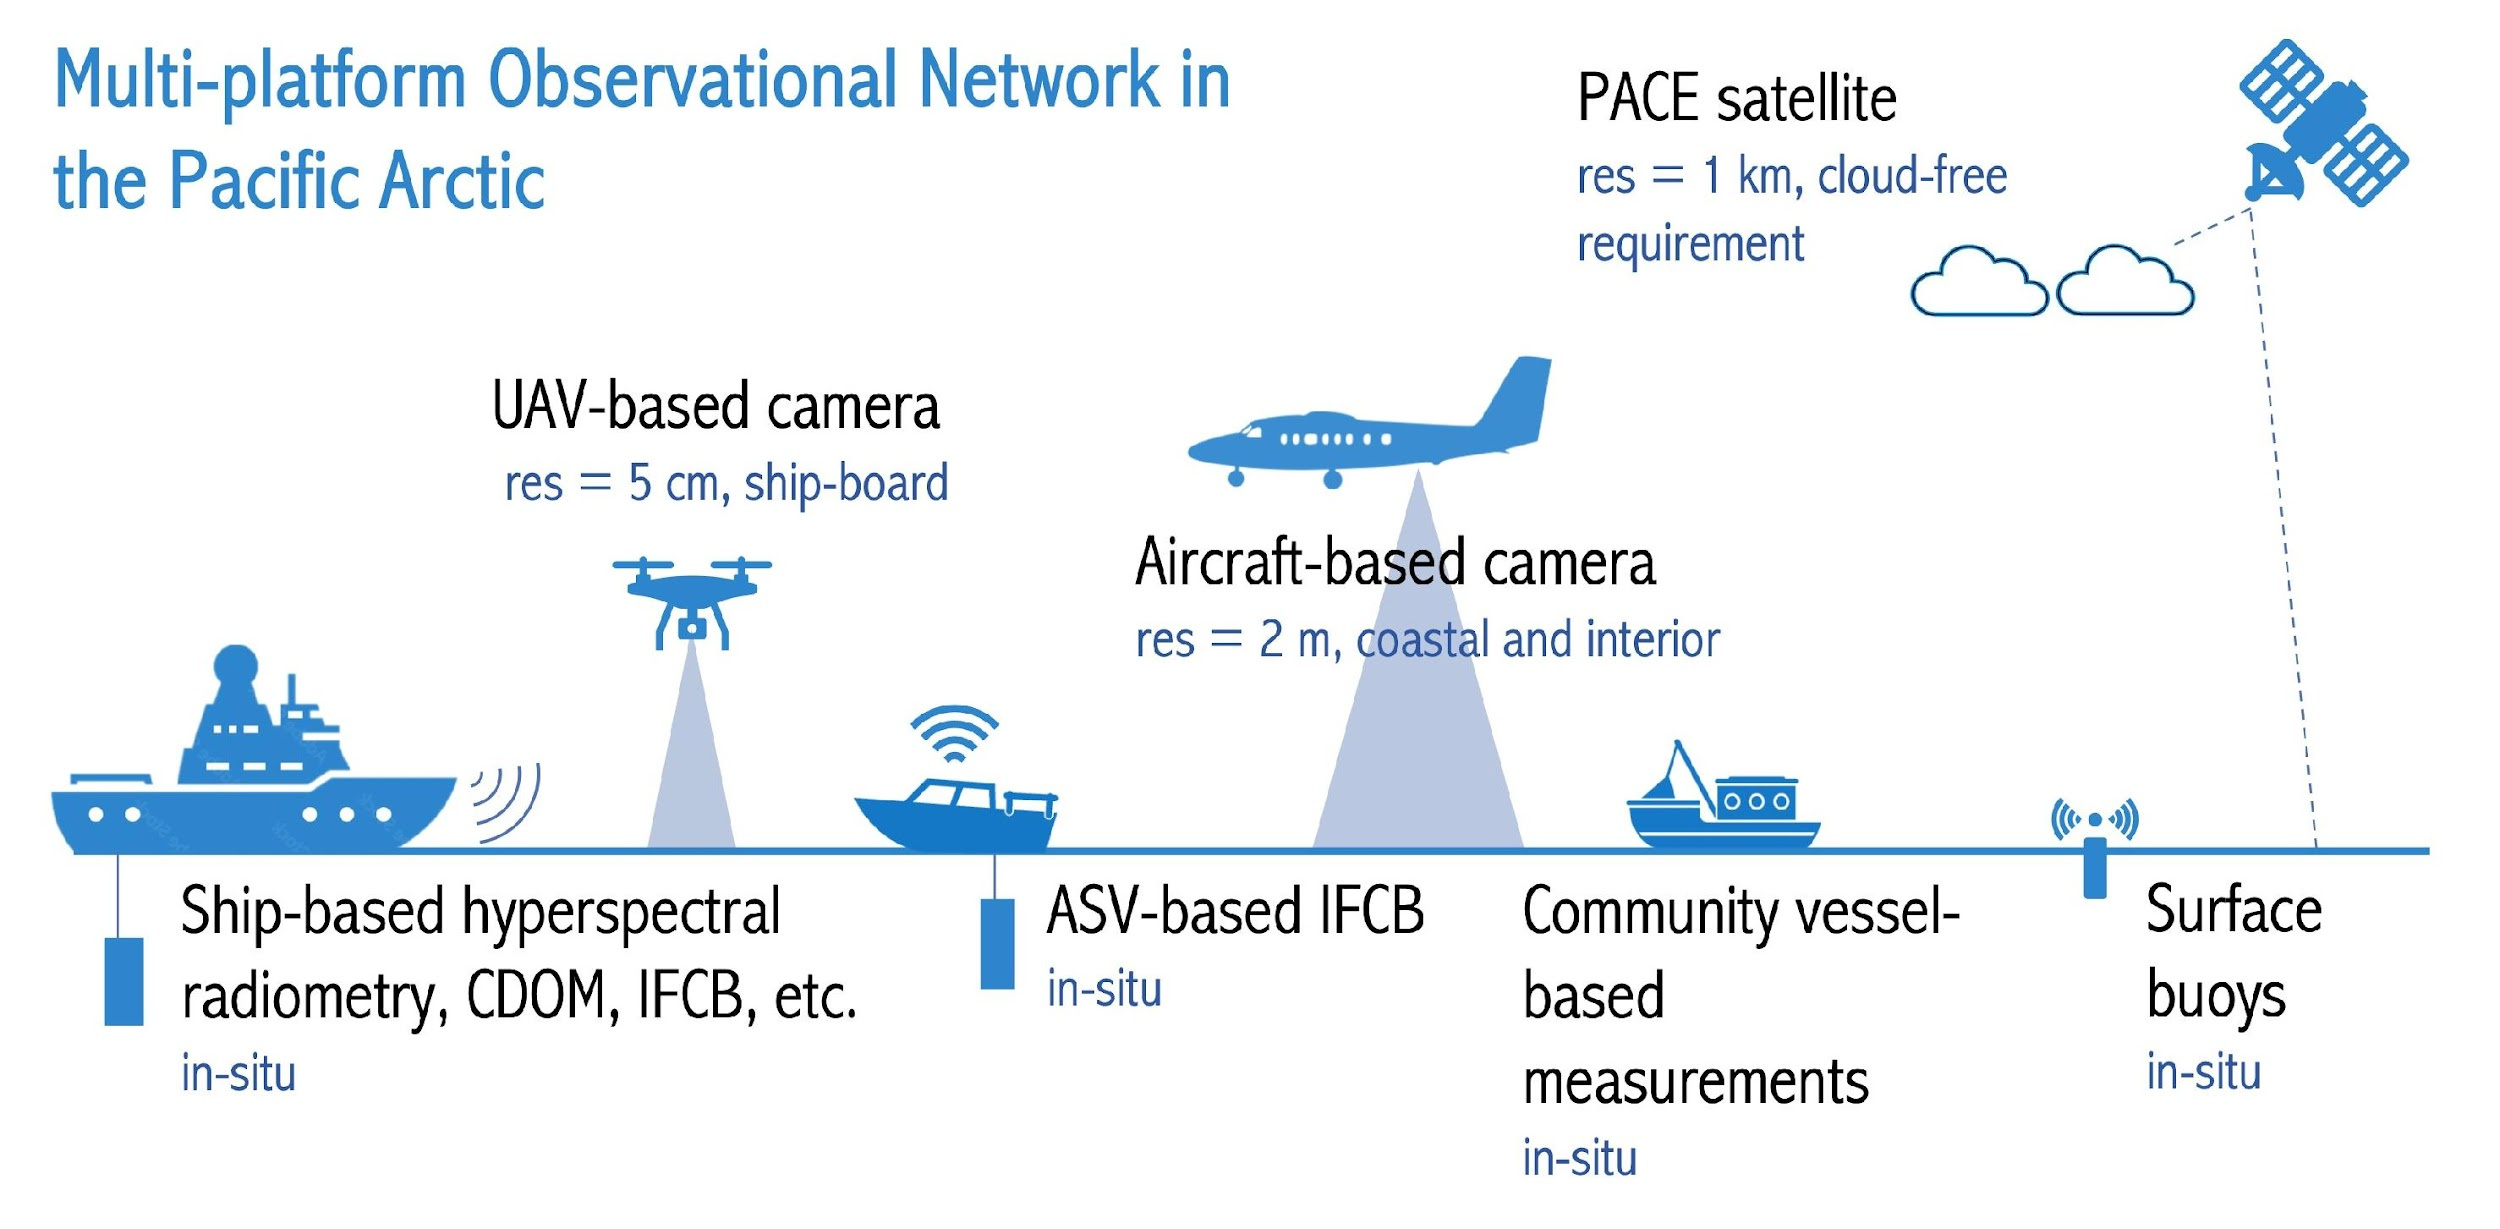 Multi-platform Observational Network in
the Pacific Arctic
PACE satellite
res = 1 km, cloud-free
requirement
UAV-based camera
res = 5 cm, ship-board
Aircraft-based camera
res = 2 m, coastal and interior
Ship-based hyperspectral
radiometry, CDOM, IFCB, etc.
in-situ
ASV-based IFCB
in-situ
Community vessel-
based
measurements
in-situ
Surface
buoys
in-situ